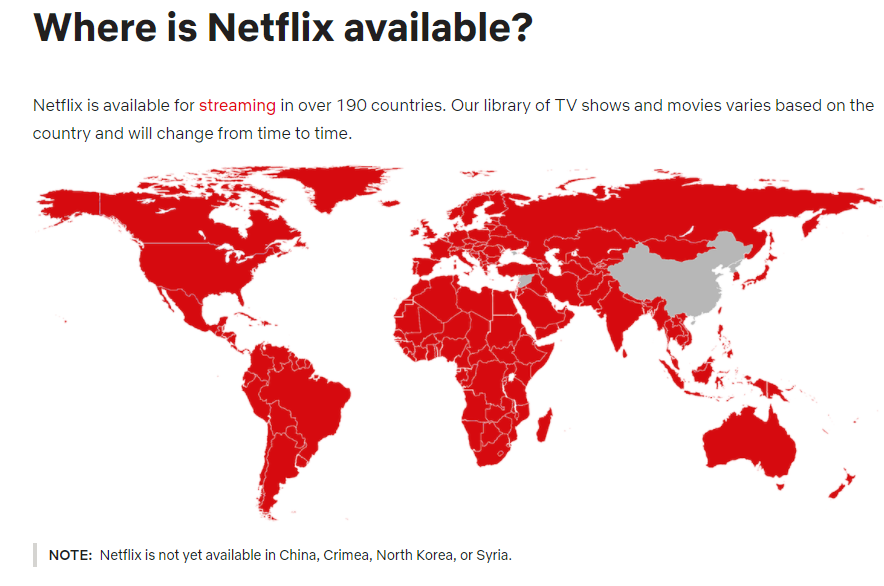 Where is Netflix available?
Netflix is available for streaming in over 190 countries. Our library of TV shows and movies varies based on the
country and will change from time to time.
NOTE: Netflix is not yet available in China, Crimea, North Korea, or Syria.